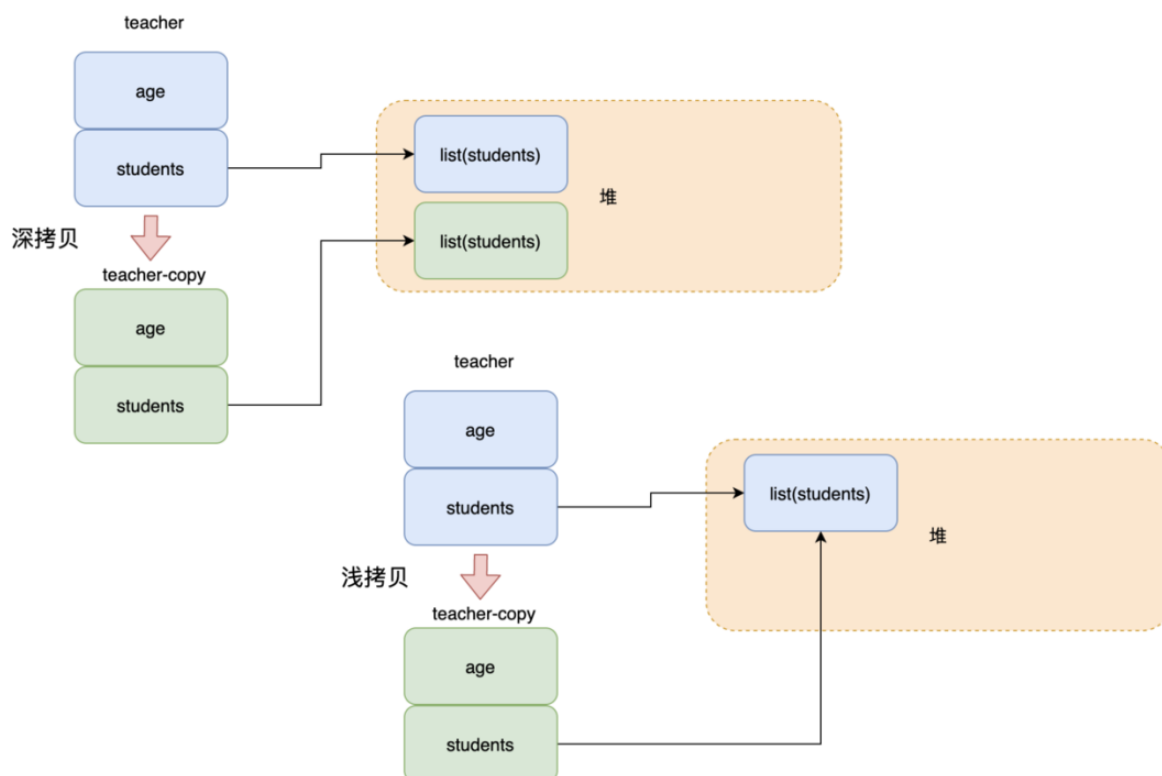 teacher
age
students
list(students)
堆
list(students)
深拷贝
teacher-copy
age
students
teacher
age
students
list(students)
堆
浅拷贝
teacher-copy
age
students